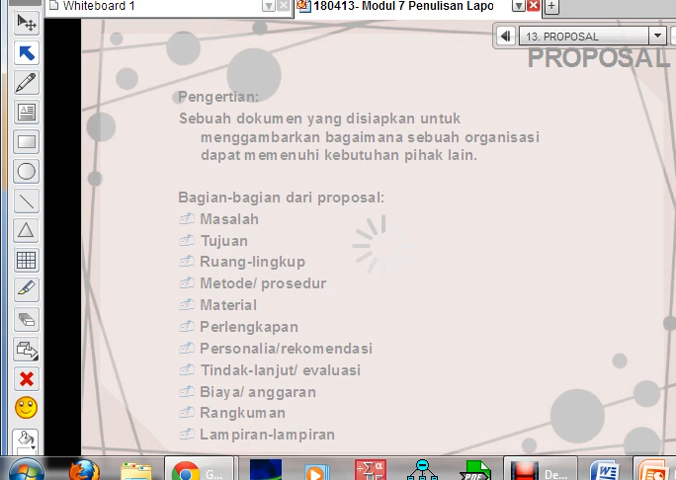 Whiteboard 1
180413- Modul 7 Penulisan Lapo
13. PROPOSAL
PROPOSAL
Pengertian:
Sebuah dokumen yang disiapkan untuk
menggambarkan bagaimana sebuah organisasi
dapat memenuhi kebutuhan pihak lain.
Bagian-bagian dari proposal:
Masalah
Tujuan
Ruang-lingkup
Metode/ prosedur
Material
Perlengkapan
Personalia/rekomendasi
Tindak-lanjut/ evaluasi
Biaya/ anggaran
Rangkuman
Lampiran-lampiran
G...
De...